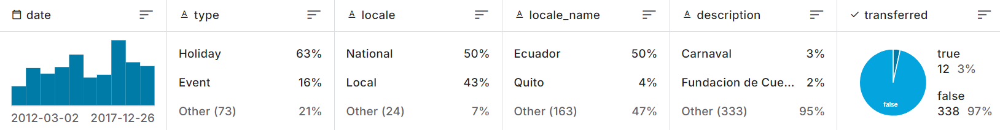 date
type
locale
locale_name
description
transferred
2012-03-02 2017-12-26
Holiday 63%
Event 16%
Other (73) 21%
National 50%
Local 43%
Other (24) 7%
Ecuador 50%
Quito 4%
Other (163) 47%
Carnaval 3%
Fundacion de Cue... 2%
Other (333) 95%
false
true
12 3%
false
338 97%